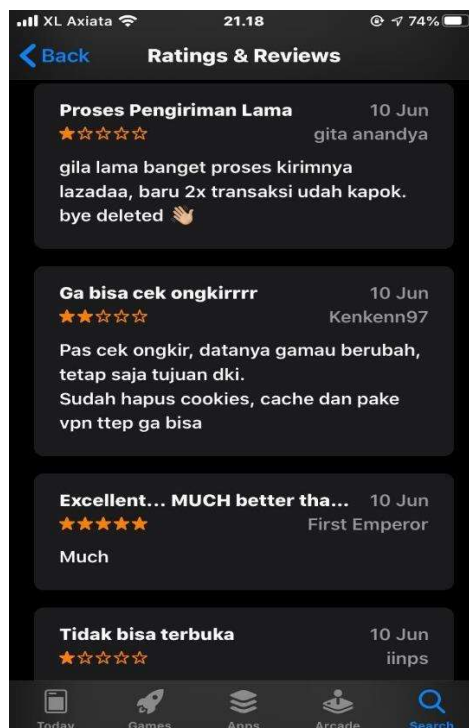 XL Axiata 21.18 74%
Back Ratings & Reviews
Proses Pengiriman Lama 10 Jun
gita anandya
gila lama banget proses kirimnya
lazadaa, baru 2x transaksi udah kapok.
bye deleted 👋🏼
Ga bisa cek ongkirrrr 10 Jun
Kenkenn97
Pas cek ongkir, datanya gamau berubah,
tetap saja tujuan dki.
Sudah hapus cookies, cache dan pake
vpn ttep ga bisa
Excellent... MUCH better tha... 10 Jun
First Emperor
Much
Tidak bisa terbuka 10 Jun
iinps
Today Games Apps Arcade Search